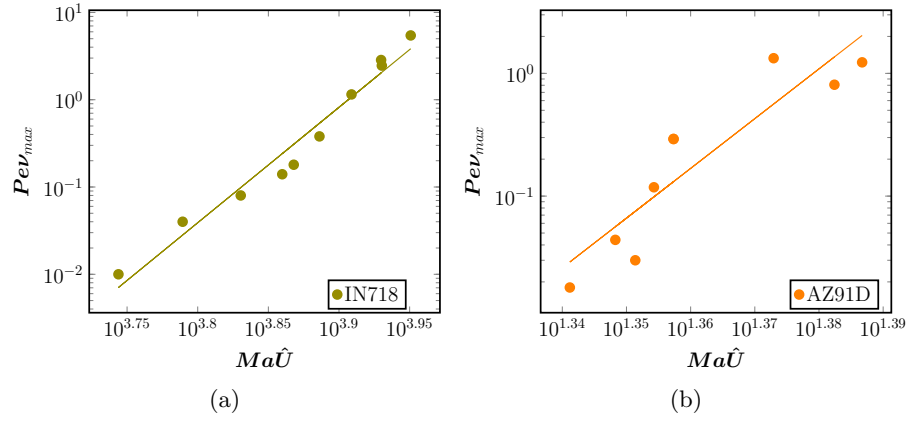 10^1
10^0
10^−1
10^−2
Peν_max
IN718
10^3.75 10^3.8 10^3.85 10^3.9 10^3.95
MaÛ
(a)
10^0
10^−1
Peν_max
AZ91D
10^1.34 10^1.35 10^1.36 10^1.37 10^1.38 10^1.39
MaÛ
(b)